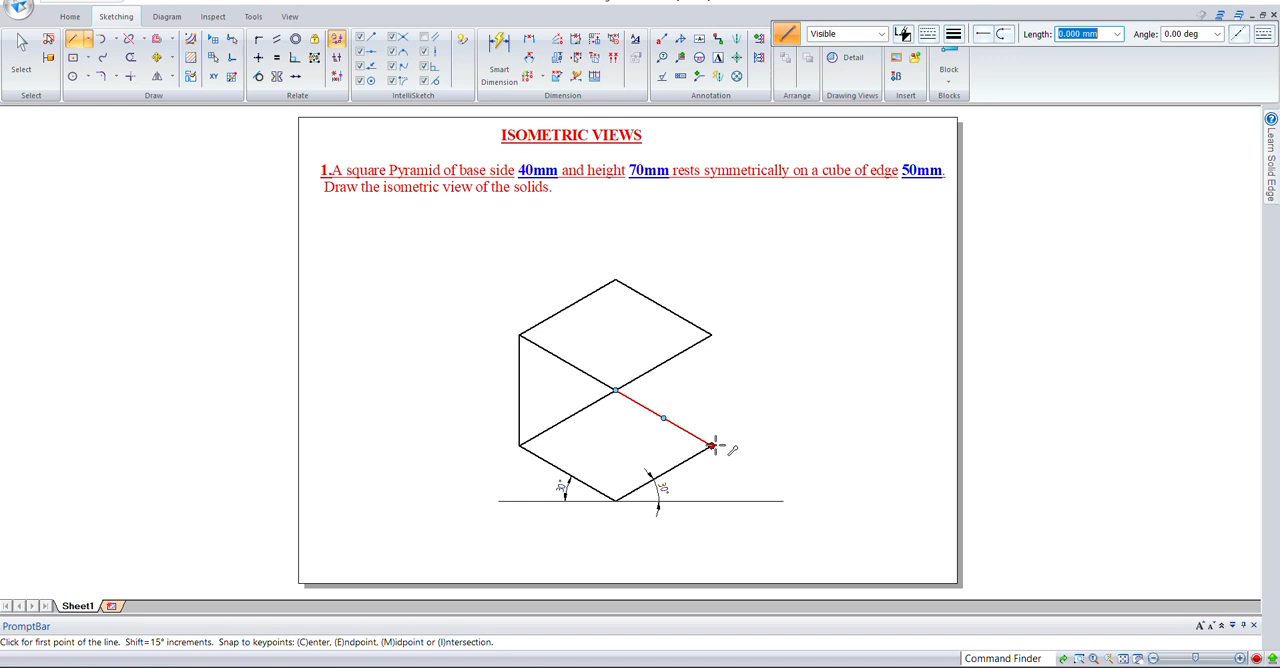 Home Sketching Diagram Inspect Tools View
Visible Length: 0.000 mm Angle: 0.00 deg
Select Smart Dimension A Detail Block
XY
Select Draw Relate IntelliSketch Dimension Annotation Arrange Drawing Views Insert Blocks
Learn Solid Edge
ISOMETRIC VIEWS
1.A square Pyramid of base side 40mm and height 70mm rests symmetrically on a cube of edge 50mm.
Draw the isometric view of the solids.
30° 30°
Sheet1
PromptBar
Click for first point of the line. Shift=15° increments. Snap to keypoints: (C)enter, (E)ndpoint, (M)idpoint or (I)ntersection.
Command Finder